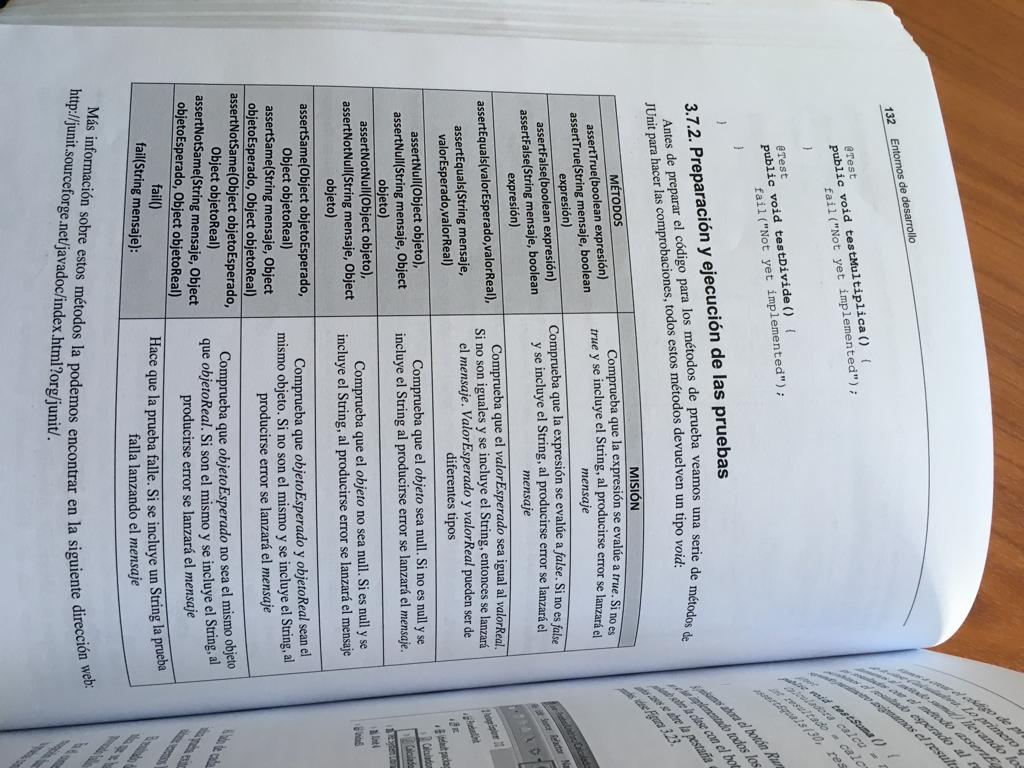 132 Entornos de desarrollo
@Test
public void testMultiplica() {
fail("Not yet implemented");
}
@Test
public void testDivide() {
fail("Not yet implemented");
}
}
3.7.2. Preparación y ejecución de las pruebas
Antes de preparar el código para los métodos de prueba veamos una serie de métodos de
JUnit para hacer las comprobaciones, todos estos métodos devuelven un tipo void:
MÉTODOS
MISIÓN
assertTrue(boolean expresión)
assertTrue(String mensaje, boolean
expresión)
Comprueba que la expresión se evalúe a true. Si no es
true y se incluye el String, al producirse error se lanzará el
mensaje
assertFalse(boolean expresión)
assertFalse(String mensaje, boolean
expresión)
Comprueba que la expresión se evalúe a false. Si no es false
y se incluye el String, al producirse error se lanzará el
mensaje
assertEquals(valorEsperado,valorReal),
assertEquals(String mensaje,
valorEsperado,valorReal)
Comprueba que el valorEsperado sea igual al valorReal.
Si no son iguales y se incluye el String, entonces se lanzará
el mensaje. ValorEsperado y valorReal pueden ser de
diferentes tipos
assertNull(Object objeto),
assertNull(String mensaje, Object
objeto)
Comprueba que el objeto sea null. Si no es null y se
incluye el String al producirse error se lanzará el mensaje.
assertNotNull(Object objeto),
assertNotNull(String mensaje, Object
objeto)
Comprueba que el objeto no sea null. Si es null y se
incluye el String, al producirse error se lanzará el mensaje
assertSame(Object objetoEsperado,
Object objetoReal)
assertSame(String mensaje, Object
objetoEsperado, Object objetoReal)
Comprueba que objetoEsperado y objetoReal sean el
mismo objeto. Si no son el mismo y se incluye el String, al
producirse error se lanzará el mensaje
assertNotSame(Object objetoEsperado,
Object objetoReal)
assertNotSame(String mensaje, Object
objetoEsperado, Object objetoReal)
Comprueba que objetoEsperado no sea el mismo objeto
que objetoReal. Si son el mismo y se incluye el String, al
producirse error se lanzará el mensaje
fail()
fail(String mensaje):
Hace que la prueba falle. Si se incluye un String la prueba
falla lanzando el mensaje
Más información sobre estos métodos la podemos encontrar en la siguiente dirección web:
http://junit.sourceforge.net/javadoc/index.html?org/junit/.